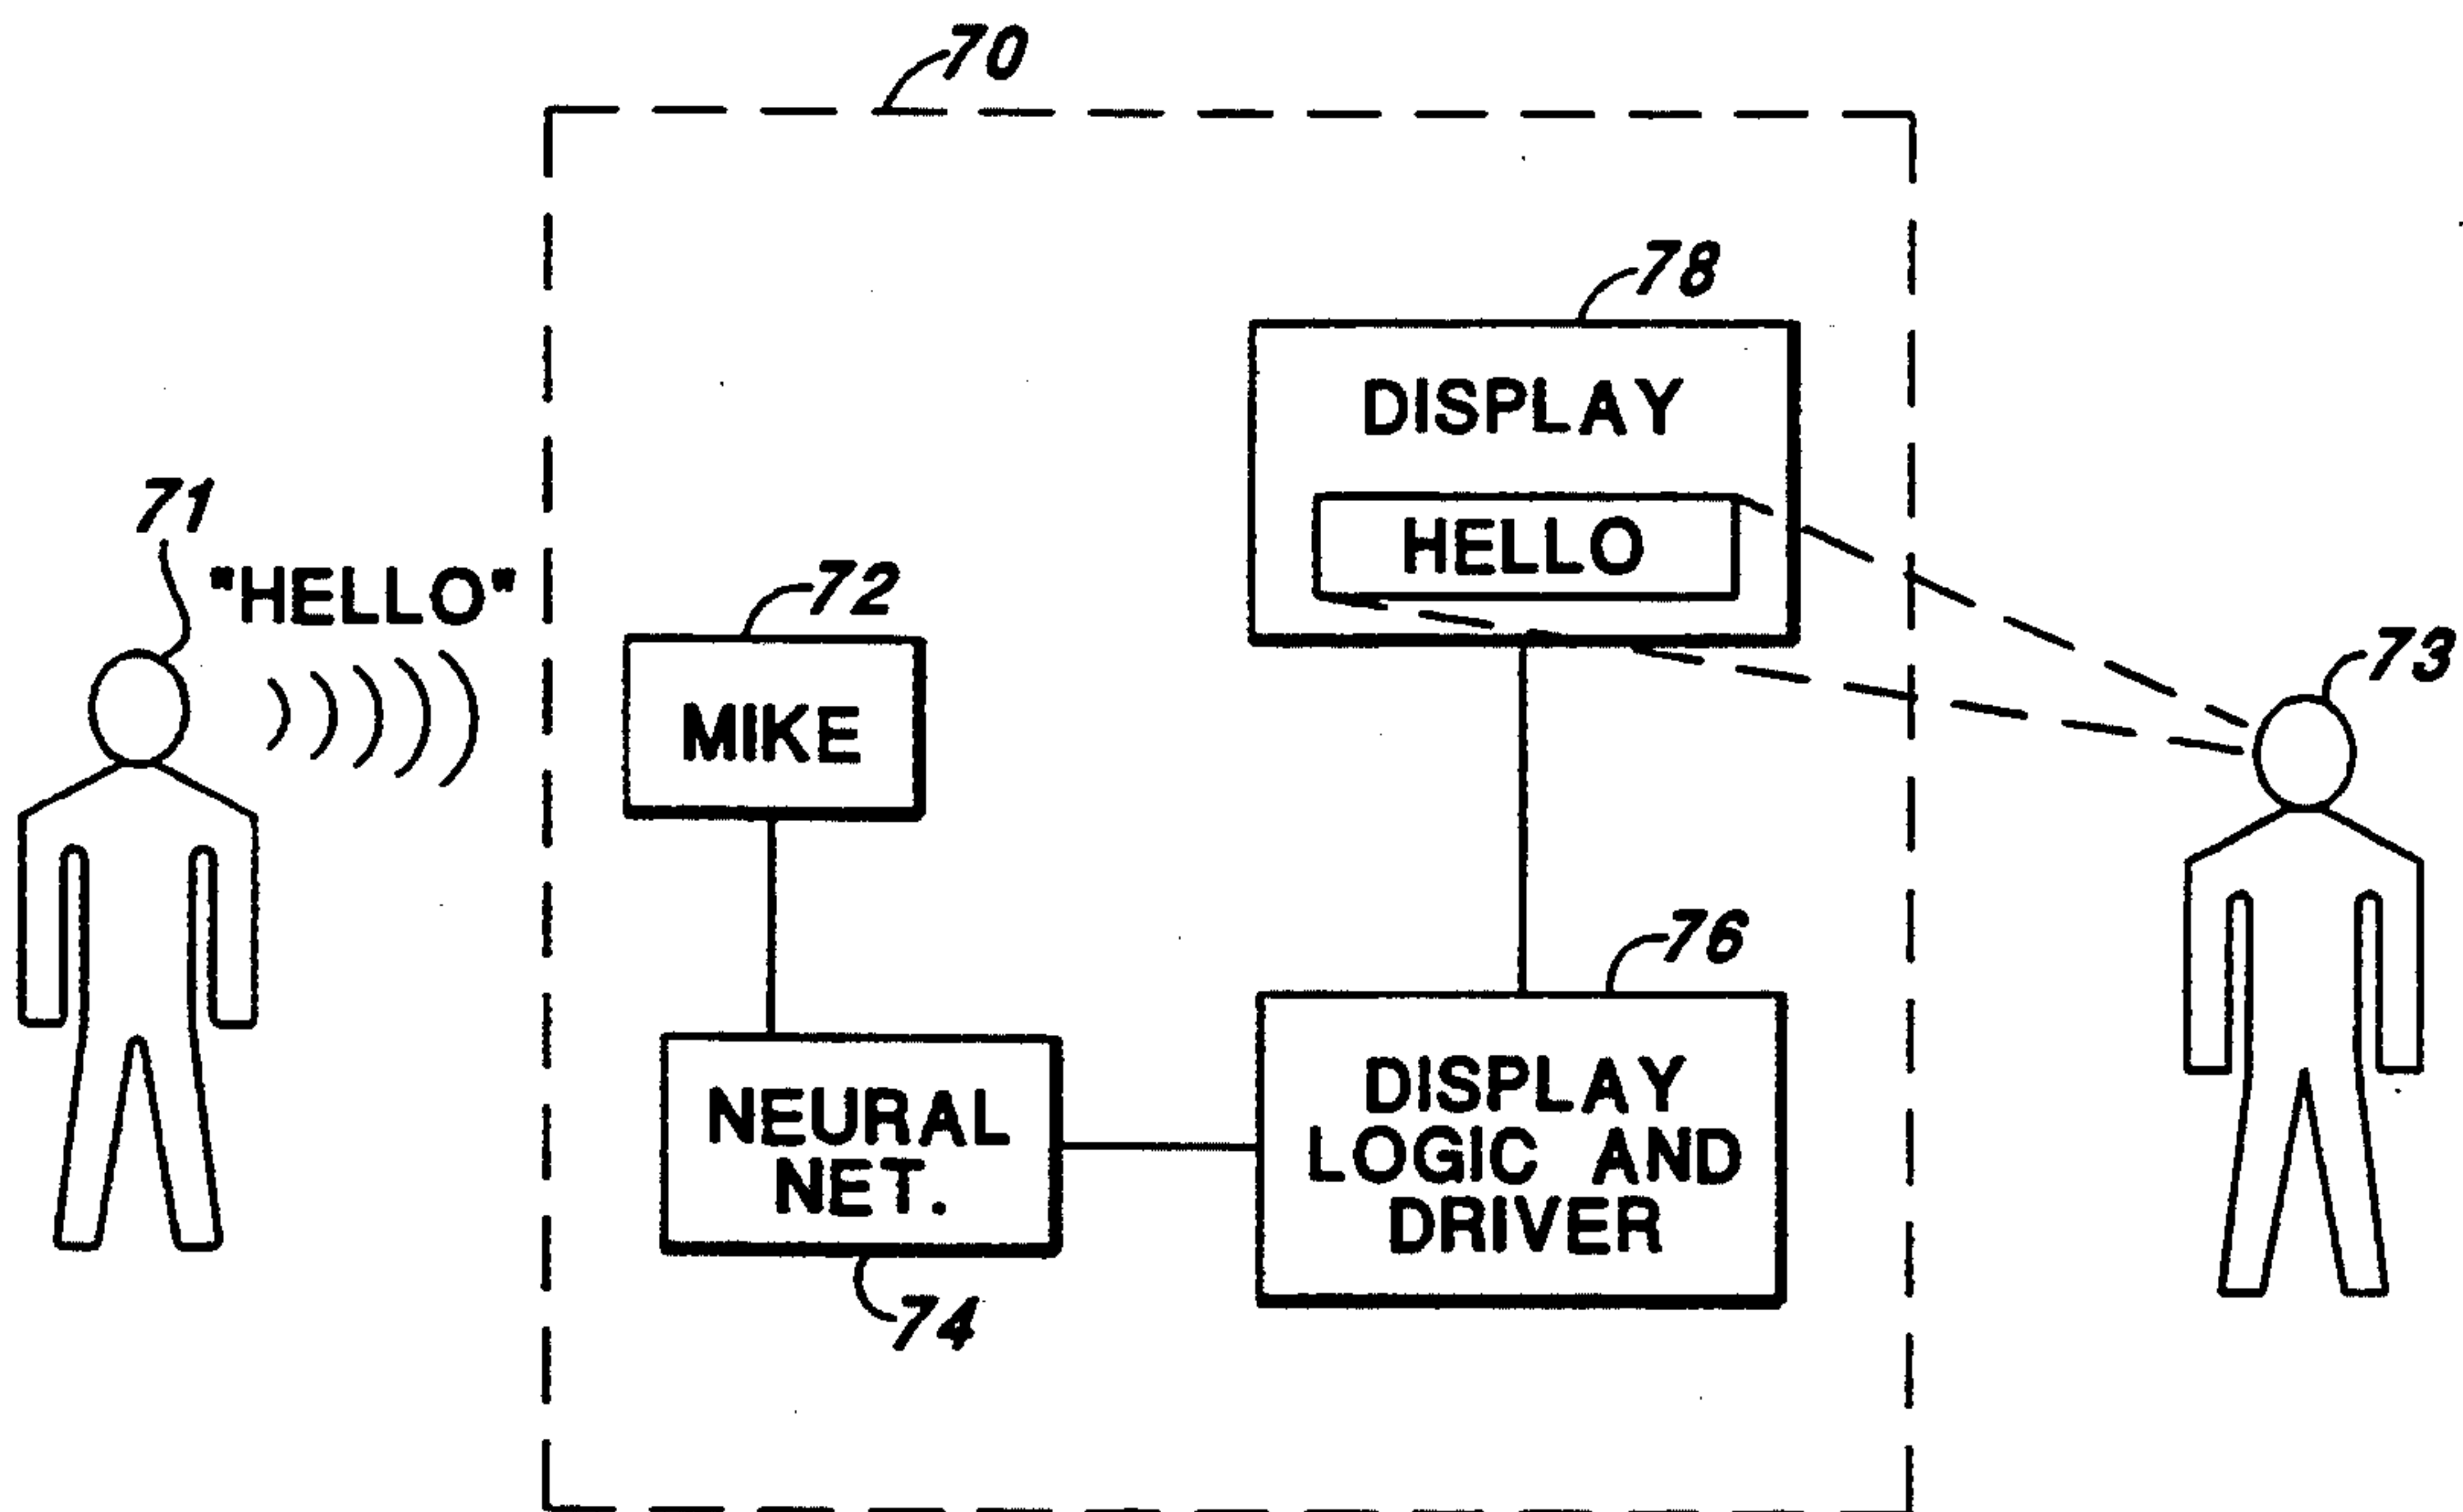 70
78
DISPLAY
HELLO
71
"HELLO"
72
MIKE
73
76
DISPLAY
LOGIC AND
DRIVER
NEURAL
NET.
74